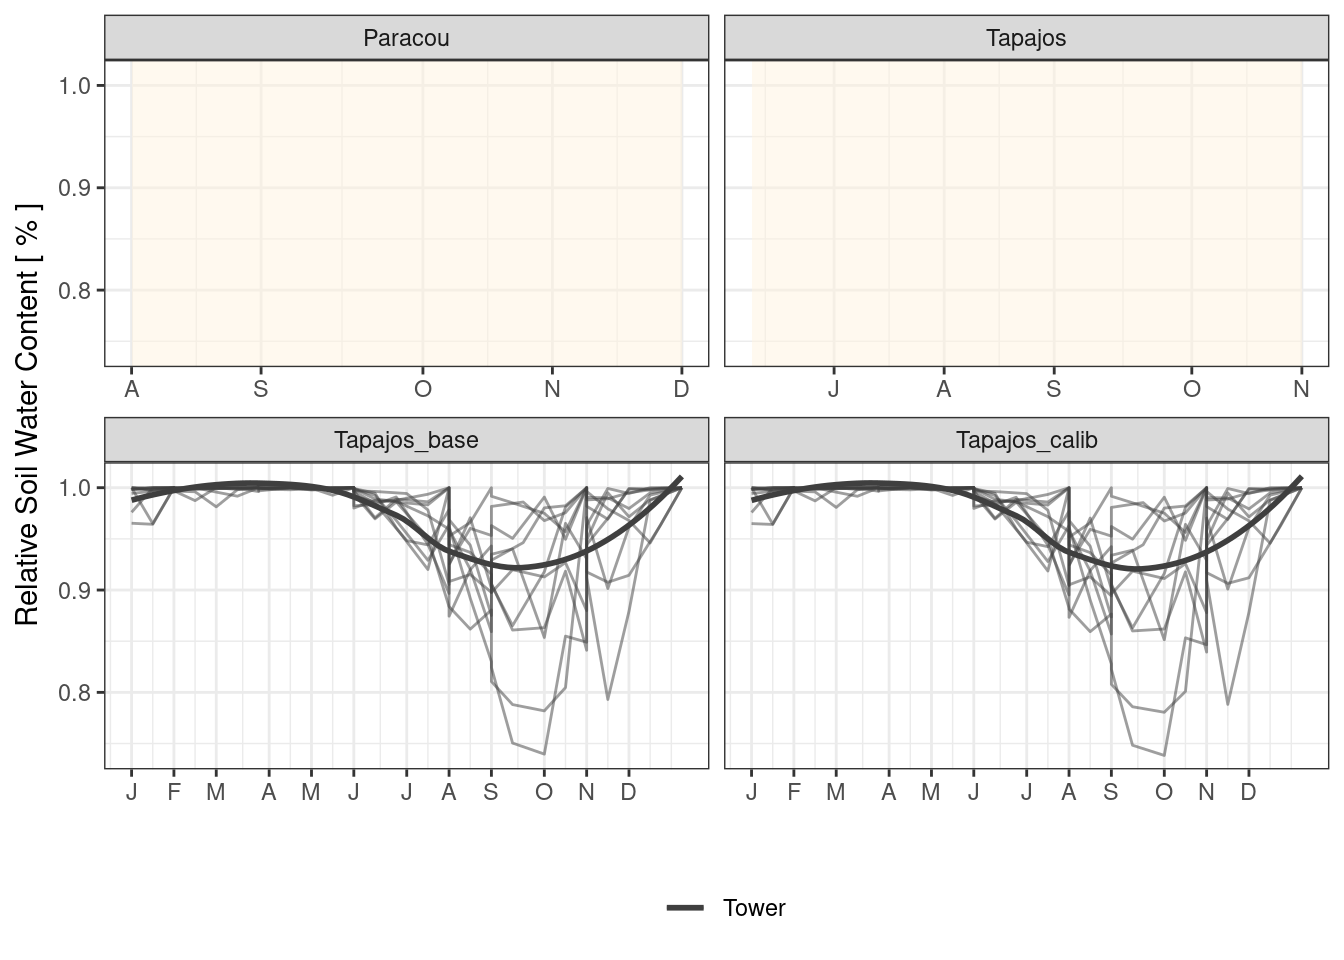 Paracou
Tapajos
1.0
0.9
0.8
A S O N D
J A S O N
Relative Soil Water Content [ % ]
Tapajos_base
Tapajos_calib
1.0
0.9
0.8
J F M A M J J A S O N D
J F M A M J J A S O N D
Tower